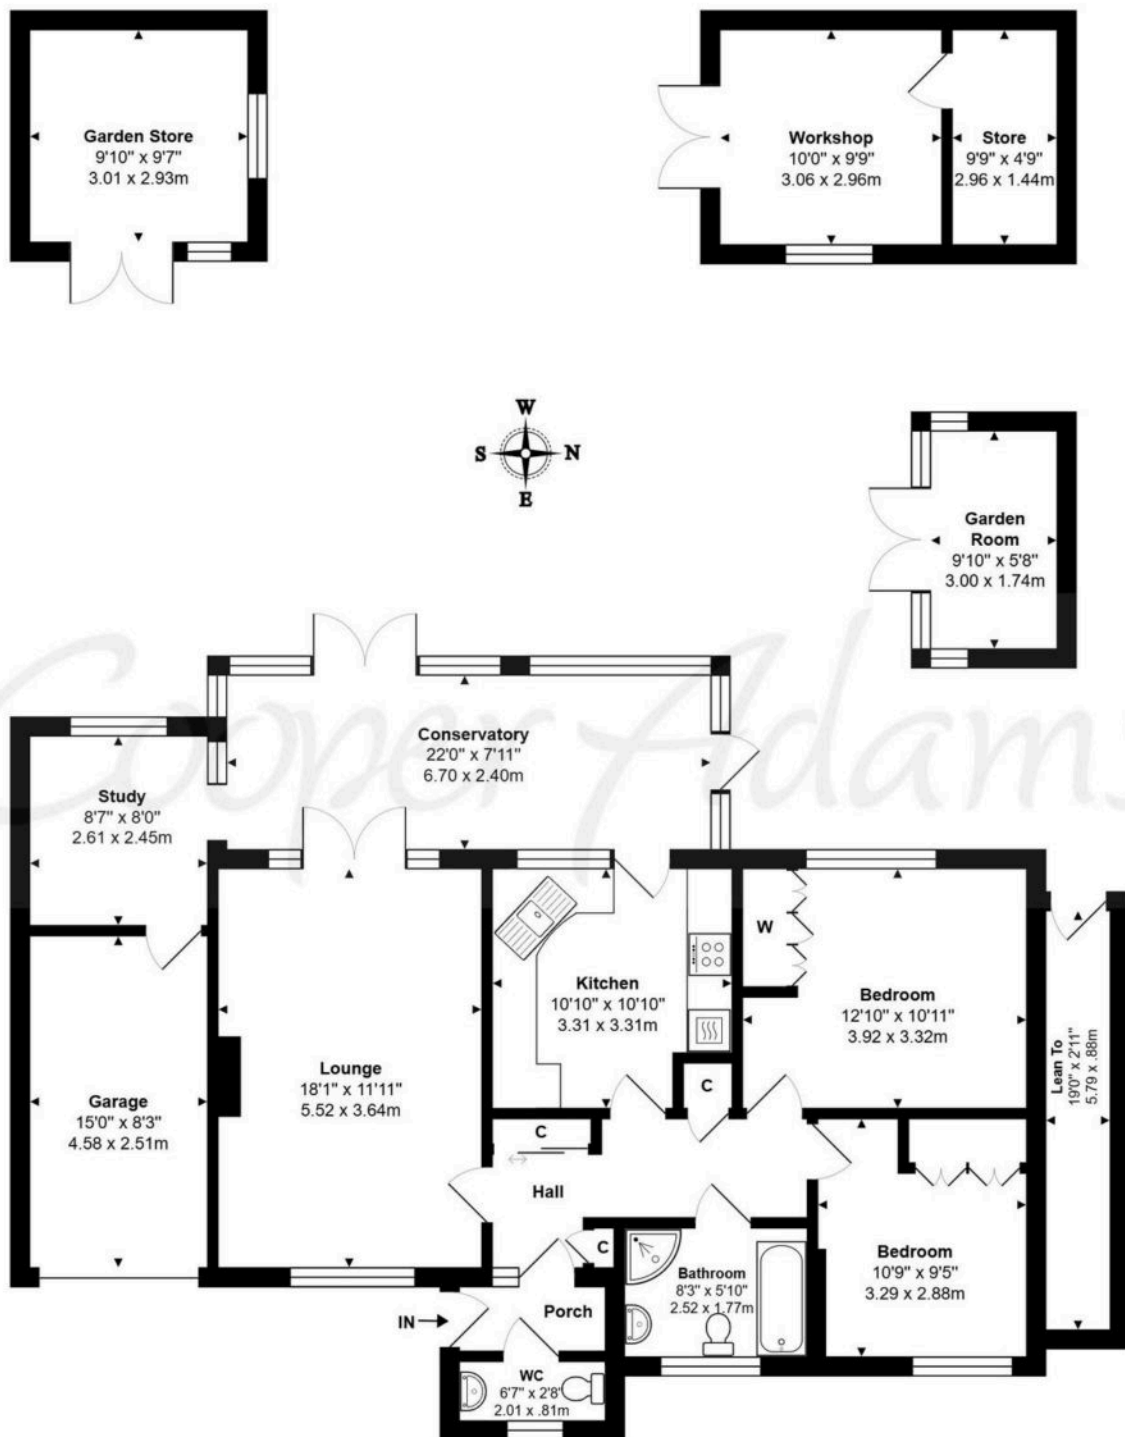 Garden Store
9'10" x 9'7"
3.01 x 2.93m
Workshop
10'0" x 9'9"
3.06 x 2.96m
Store
9'9" x 4'9"
2.96 x 1.44m
W
S
N
E
Garden
Room
9'10" x 5'8"
3.00 x 1.74m
Cooper Adams
Conservatory
22'0" x 7'11"
6.70 x 2.40m
Study
8'7" x 8'0"
2.61 x 2.45m
Kitchen
10'10" x 10'10"
3.31 x 3.31m
W
Bedroom
12'10" x 10'11"
3.92 x 3.32m
Lean To
19'0" x 2'11"
5.79 x .88m
Garage
15'0" x 8'3"
4.58 x 2.51m
Lounge
18'1" x 11'11"
5.52 x 3.64m
C
C
Hall
C
Bedroom
10'9" x 9'5"
3.29 x 2.88m
Bathroom
8'3" x 5'10"
2.52 x 1.77m
IN
Porch
WC
6'7" x 2'8"
2.01 x .81m